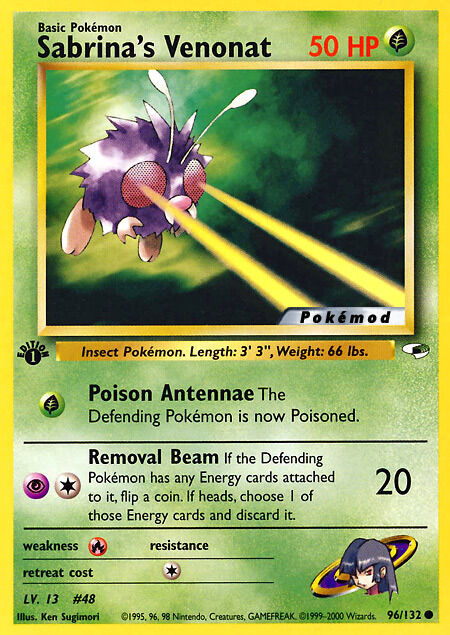 Basic Pokémon
Sabrina's Venonat 50 HP
Pokémod
EDITION
1
Insect Pokémon. Length: 3' 3", Weight: 66 lbs.
Poison Antennae The
Defending Pokémon is now Poisoned.
Removal Beam If the Defending
Pokémon has any Energy cards attached
to it, flip a coin. If heads, choose 1 of
those Energy cards and discard it.
20
weakness resistance
retreat cost
LV. 13 #48
Illus. Ken Sugimori ©1995, 96, 98 Nintendo, Creatures, GAMEFREAK. ©1999-2000 Wizards. 96/132